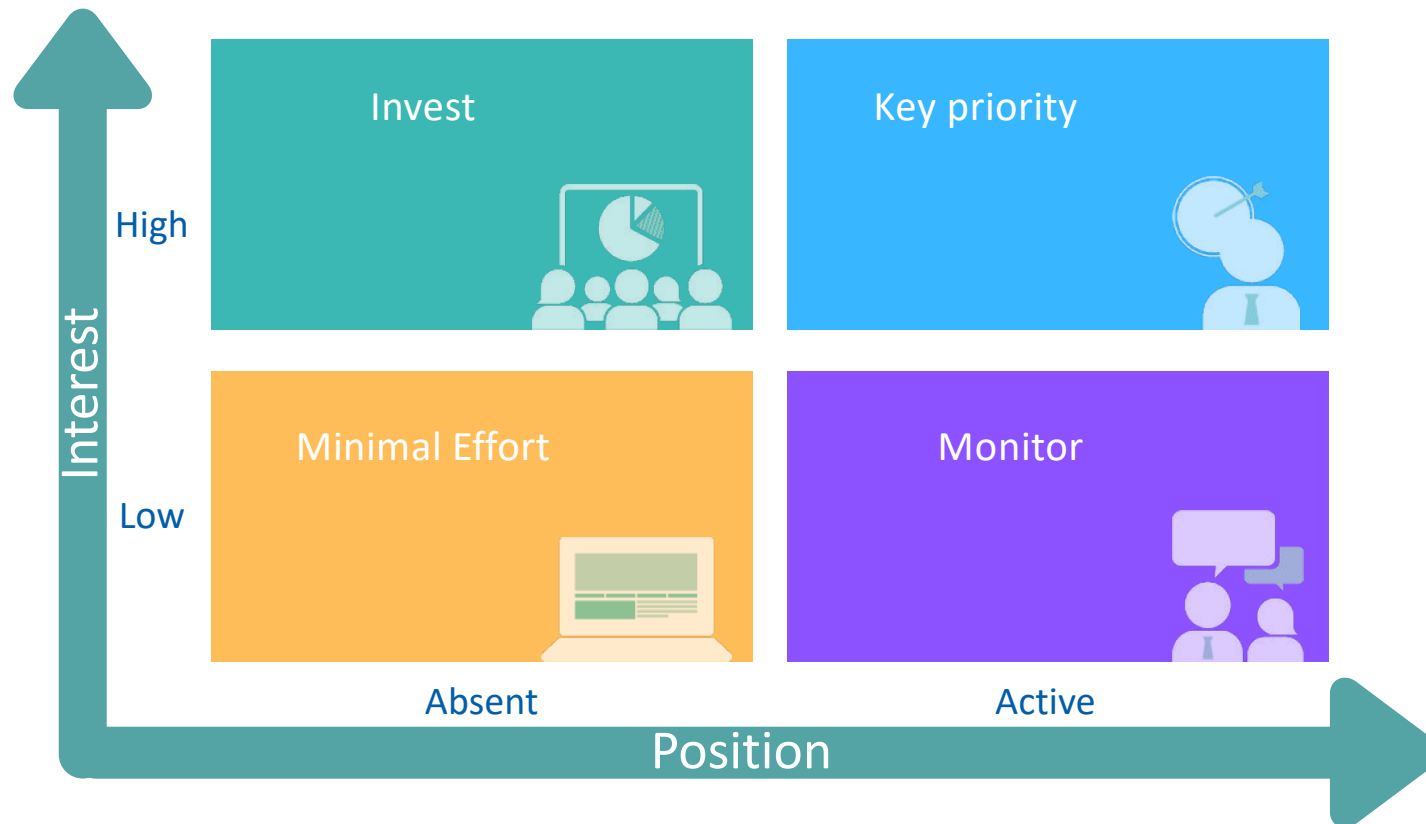 Invest
Key priority
High
Interest
Minimal Effort
Monitor
Low
Absent
Active
Position